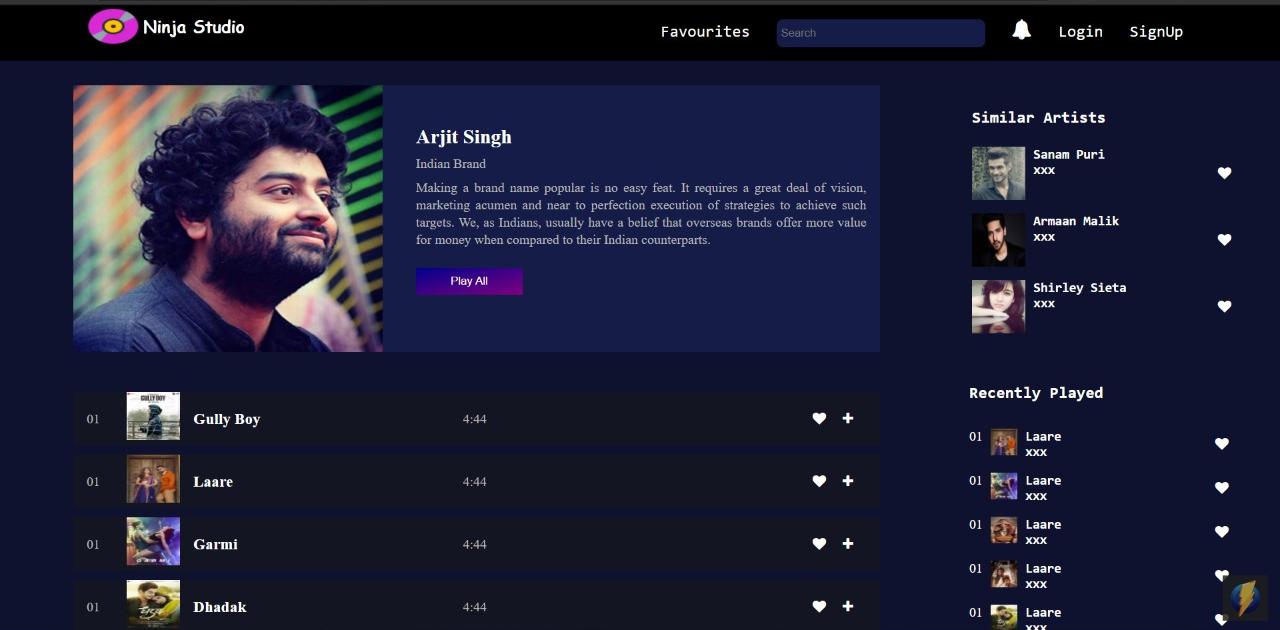 Ninja Studio
Favourites
Search
Login
SignUp
Arjit Singh
Indian Brand
Making a brand name popular is no easy feat. It requires a great deal of vision,
marketing acumen and near to perfection execution of strategies to achieve such
targets. We, as Indians, usually have a belief that overseas brands offer more value
for money when compared to their Indian counterparts.
Play All
01 GULLY BOY Gully Boy 4:44
01 Laare 4:44
01 Garmi 4:44
01 Dhadak 4:44
Similar Artists
Sanam Puri
xxx
Armaan Malik
xxx
Shirley Sieta
xxx
Recently Played
01 Laare
xxx
01 Laare
xxx
01 Laare
xxx
01 Laare
xxx
01 Laare
xxx